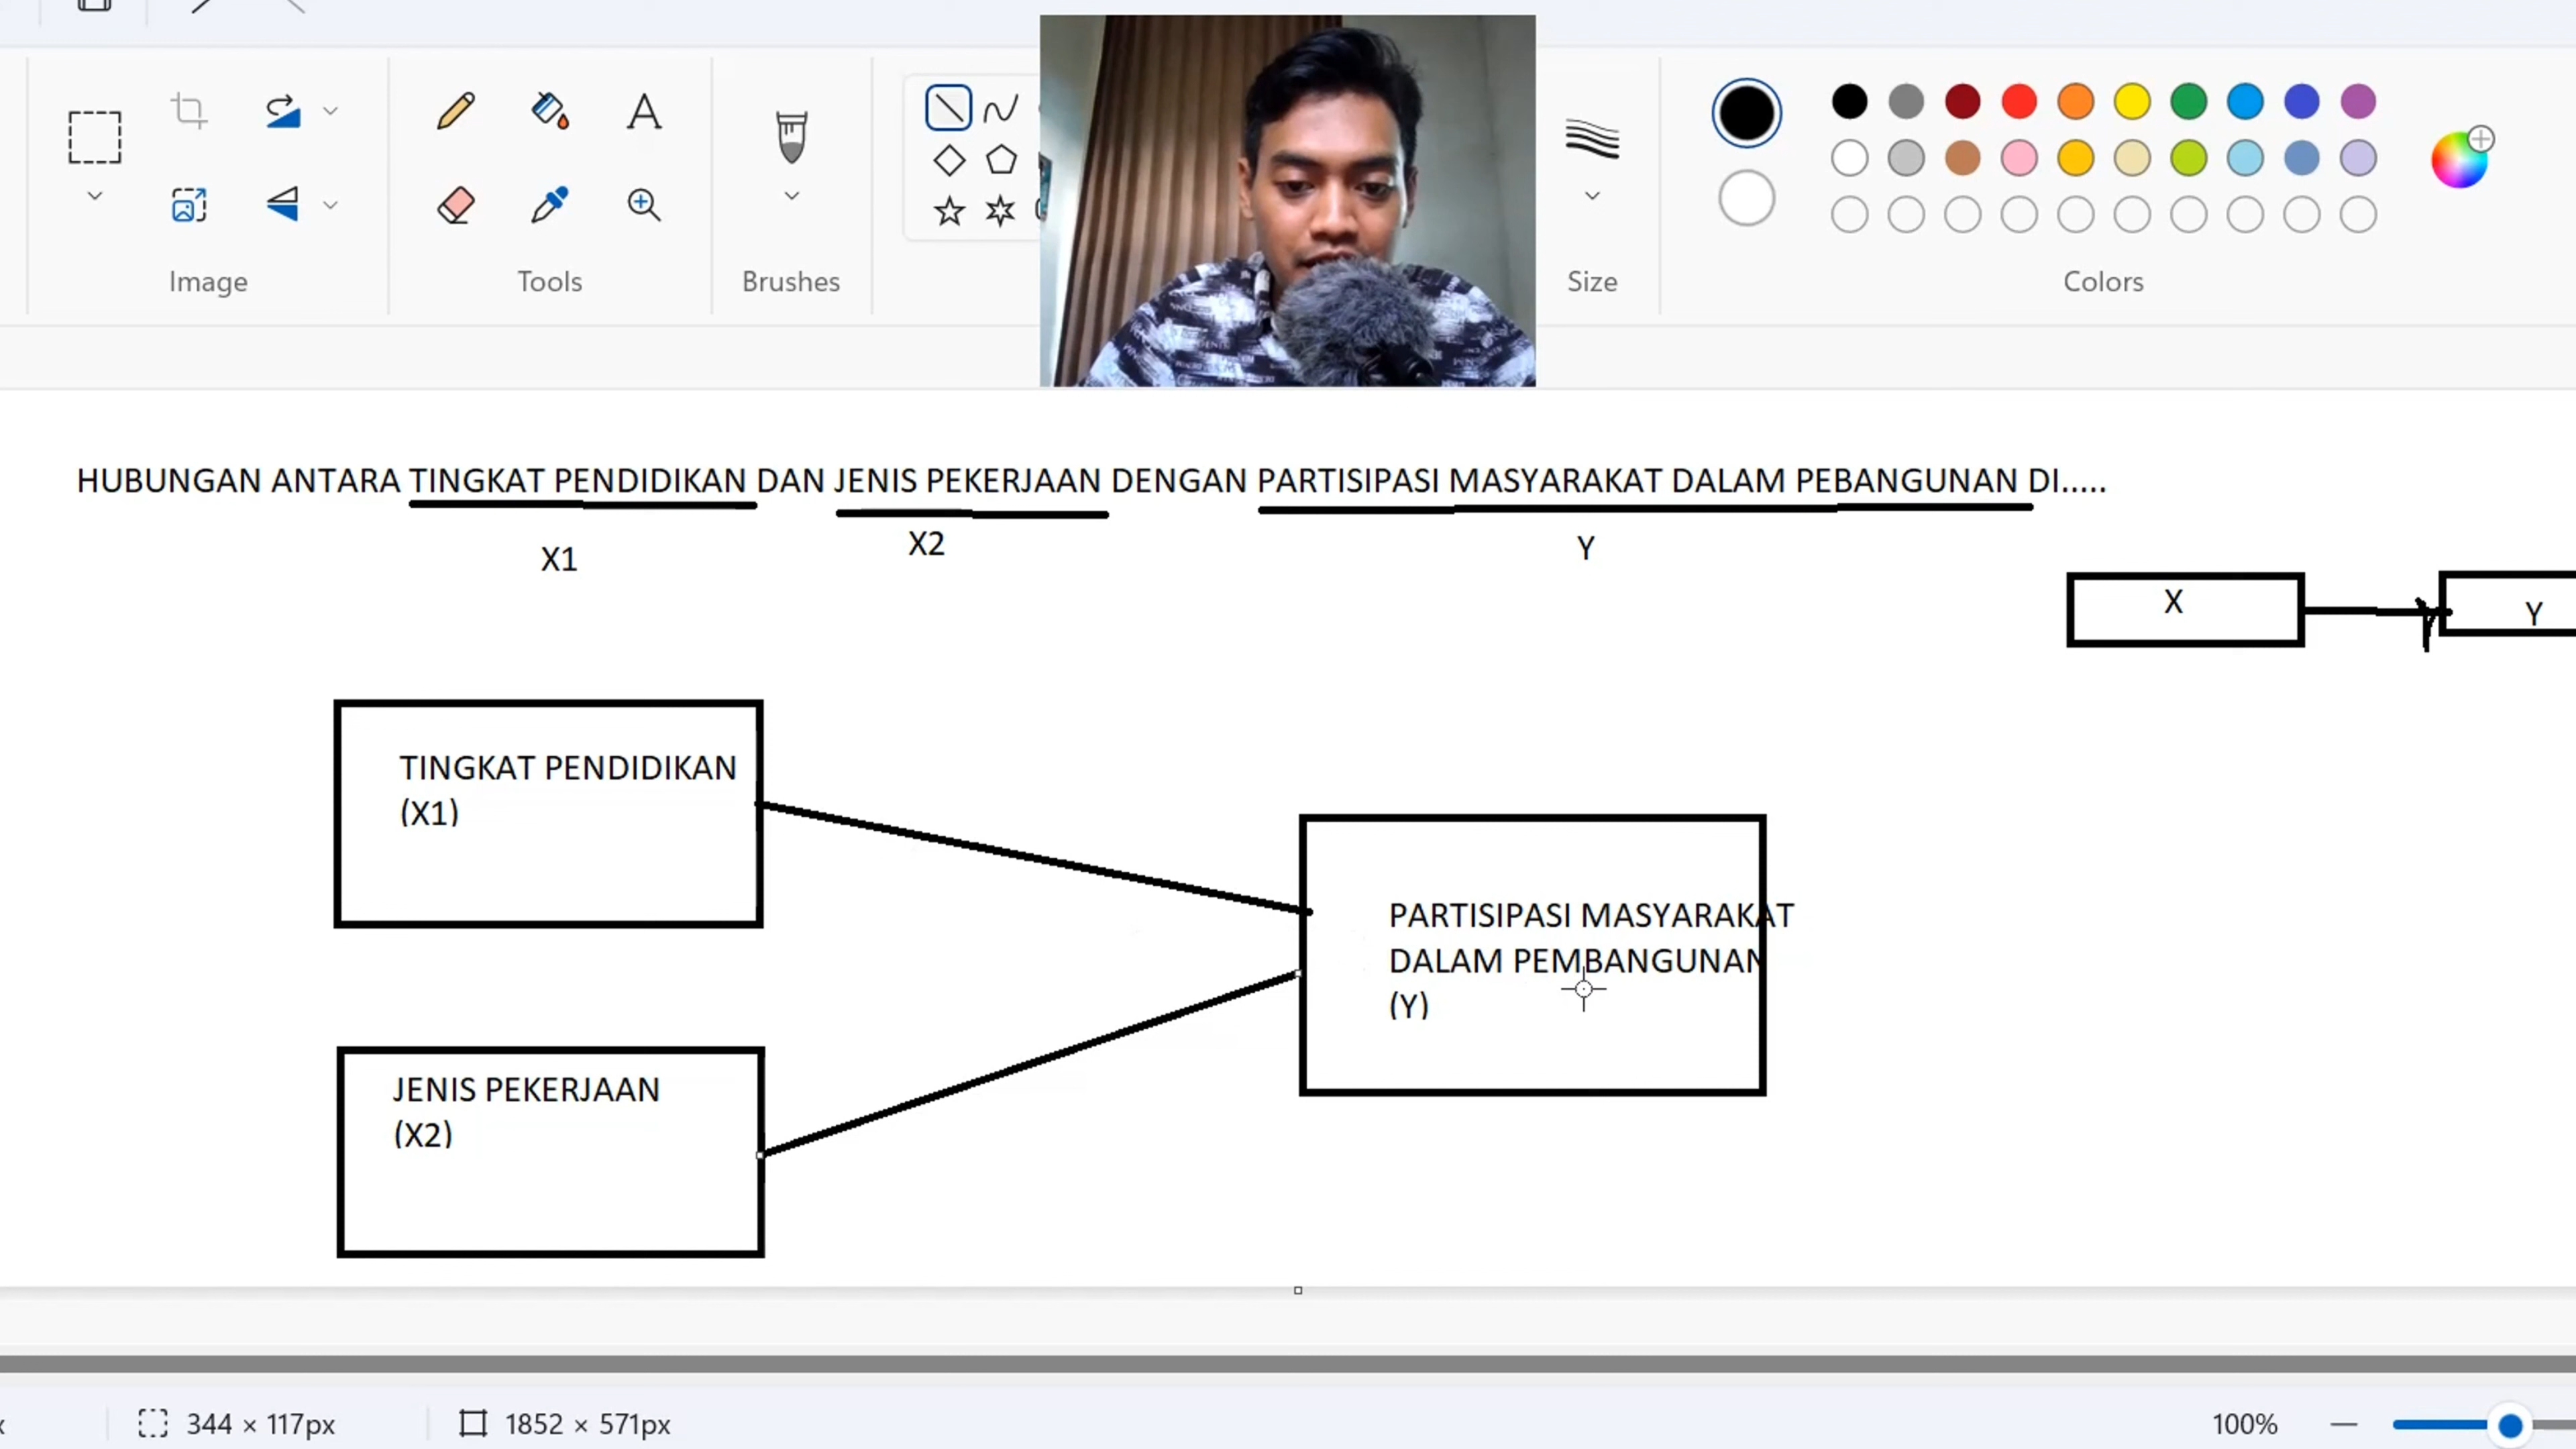 Image
Tools
Brushes
Size
Colors
HUBUNGAN ANTARA TINGKAT PENDIDIKAN DAN JENIS PEKERJAAN DENGAN PARTISIPASI MASYARAKAT DALAM PEBANGUNAN DI.....
X1
X2
Y
X
Y
TINGKAT PENDIDIKAN
(X1)
PARTISIPASI MASYARAKAT
DALAM PEMBANGUNAN
(Y)
JENIS PEKERJAAN
(X2)
344 × 117px
1852 × 571px
100%